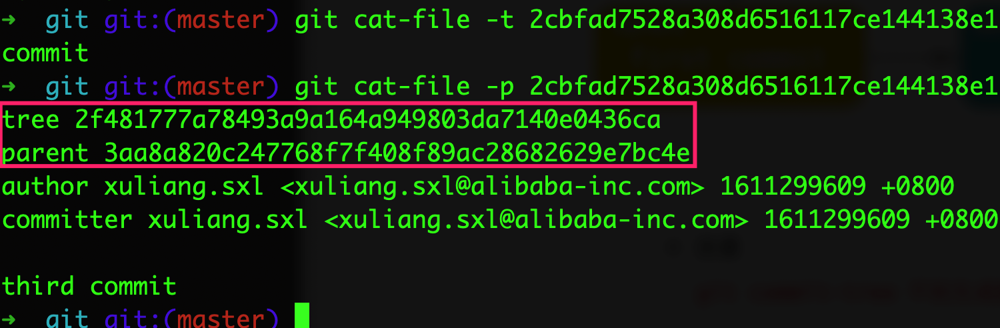 ➜ git git:(master) git cat-file -t 2cbfad7528a308d6516117ce144138e1
commit
➜ git git:(master) git cat-file -p 2cbfad7528a308d6516117ce144138e1
tree 2f481777a78493a9a164a949803da7140e0436ca
parent 3aa8a820c247768f7f408f89ac28682629e7bc4e
author xuliang.sxl <xuliang.sxl@alibaba-inc.com> 1611299609 +0800
committer xuliang.sxl <xuliang.sxl@alibaba-inc.com> 1611299609 +0800
third commit
➜ git git:(master)